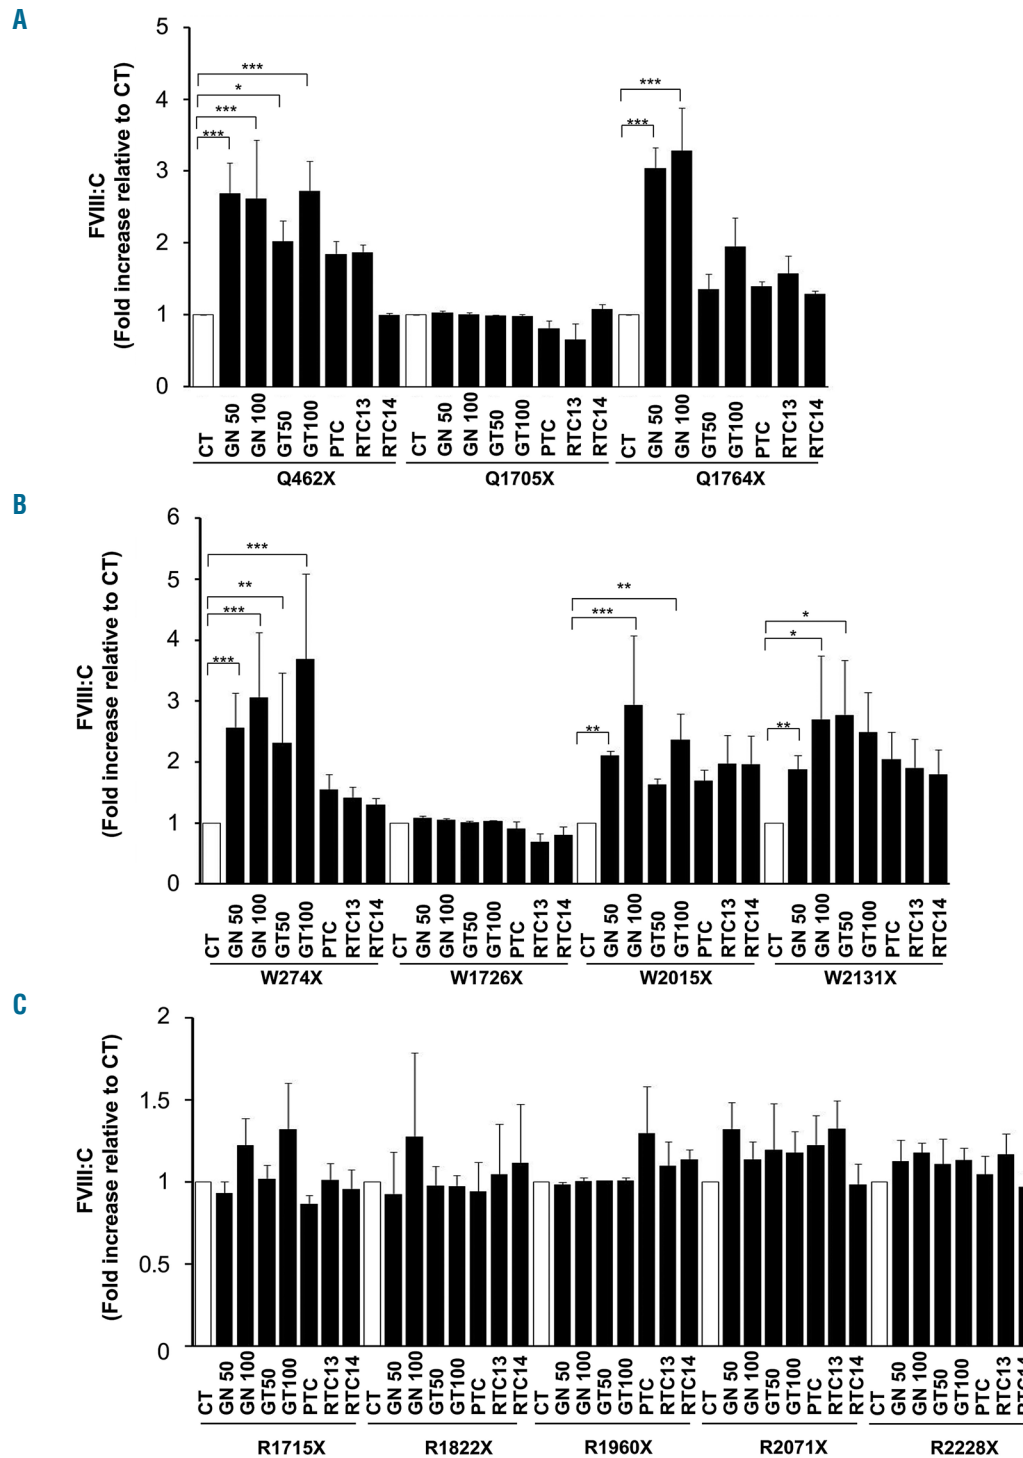 A
FVIII:C
(Fold increase relative to CT)
5
4
3
2
1
0
***
*
***
***
***
***
CT GN 50 GN 100 GT50 GT100 PTC RTC13 RTC14 CT GN 50 GN 100 GT50 GT100 PTC RTC13 RTC14 CT GN 50 GN 100 GT50 GT100 PTC RTC13 RTC14
Q462X Q1705X Q1764X
B
FVIII:C
(Fold increase relative to CT)
6
5
4
3
2
1
0
***
**
***
***
**
***
**
*
*
**
CT GN 50 GN 100 GT50 GT100 PTC RTC13 RTC14 CT GN 50 GN 100 GT50 GT100 PTC RTC13 RTC14 CT GN 50 GN 100 GT50 GT100 PTC RTC13 RTC14 CT GN 50 GN 100 GT50 GT100 PTC RTC13 RTC14
W274X W1726X W2015X W2131X
C
FVIII:C
(Fold increase relative to CT)
2
1.5
1
0.5
0
CT GN 50 GN 100 GT50 GT100 PTC RTC13 RTC14 CT GN 50 GN 100 GT50 GT100 PTC RTC13 RTC14 CT GN 50 GN 100 GT50 GT100 PTC RTC13 RTC14 CT GN 50 GN 100 GT50 GT100 PTC RTC13 RTC14 CT GN 50 GN 100 GT50 GT100 PTC RTC13
R1715X R1822X R1960X R2071X R2228X